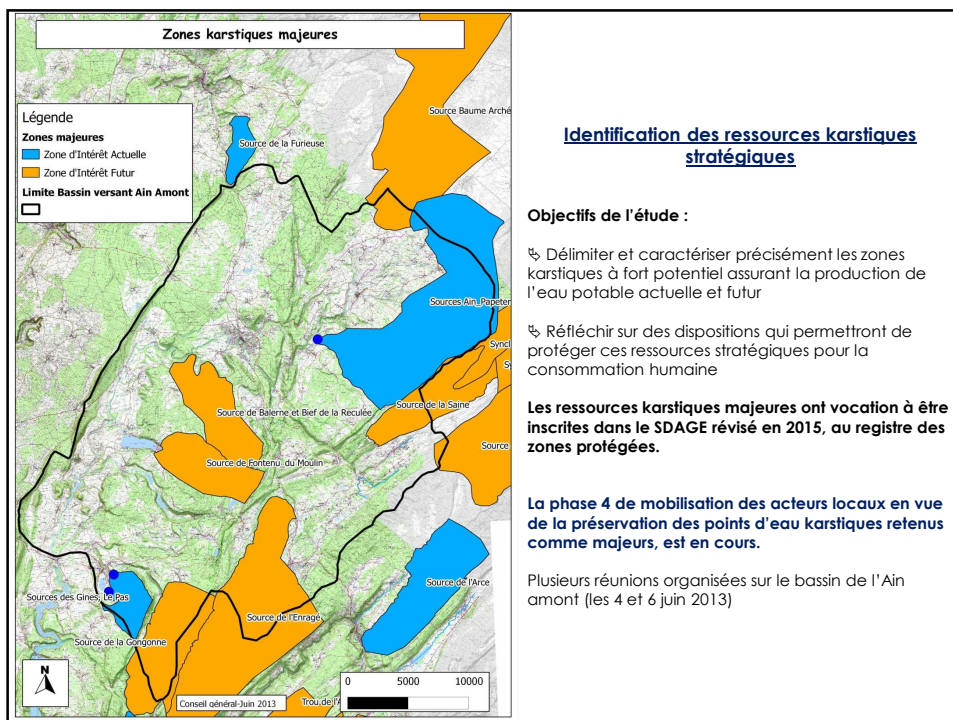 Zones karstiques majeures
Légende
Zones majeures
Zone d'Intérêt Actuelle
Zone d'Intérêt Futur
Limite Bassin versant Ain Amont
Source Baume Arché
Source de la Furieuse
Sources Ain_Papeter
Syncl
Sy
Source de la Saine
Source de Balerne et Bief de la Reculée
Source
Source de Fontenu_du Moulin
Source de l'Arce
Sources des Gines, Le Pas
Source de l'Enragé
Source de la Gongonne
Trou de l'A
N
Conseil général-Juin 2013
0 5000 10000
Identification des ressources karstiques
stratégiques
Objectifs de l'étude :
Délimiter et caractériser précisément les zones
karstiques à fort potentiel assurant la production de
l'eau potable actuelle et futur
Réfléchir sur des dispositions qui permettront de
protéger ces ressources stratégiques pour la
consommation humaine
Les ressources karstiques majeures ont vocation à être
inscrites dans le SDAGE révisé en 2015, au registre des
zones protégées.
La phase 4 de mobilisation des acteurs locaux en vue
de la préservation des points d'eau karstiques retenus
comme majeurs, est en cours.
Plusieurs réunions organisées sur le bassin de l'Ain
amont (les 4 et 6 juin 2013)